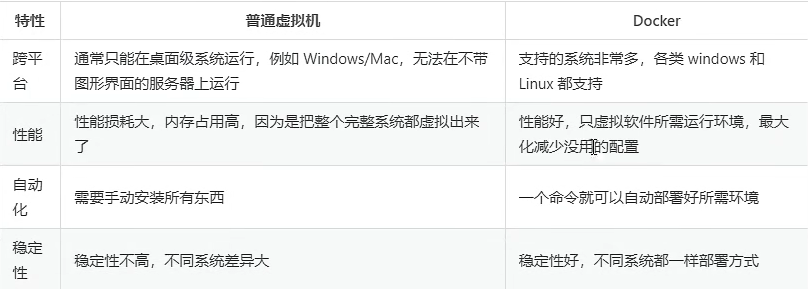 特性 普通虚拟机 Docker
跨平台 通常只能在桌面级系统运行，例如 Windows/Mac，无法在不带 支持的系统非常多，各类 windows 和
图形界面的服务器上运行 Linux 都支持
性能 性能损耗大，内存占用高，因为是把整个完整系统都虚拟出来 性能好，只虚拟软件所需运行环境，最大
了 化减少没用的配置
自动化 需要手动安装所有东西 一个命令就可以自动部署好所需环境
稳定性 稳定性不高，不同系统差异大 稳定性好，不同系统都一样部署方式